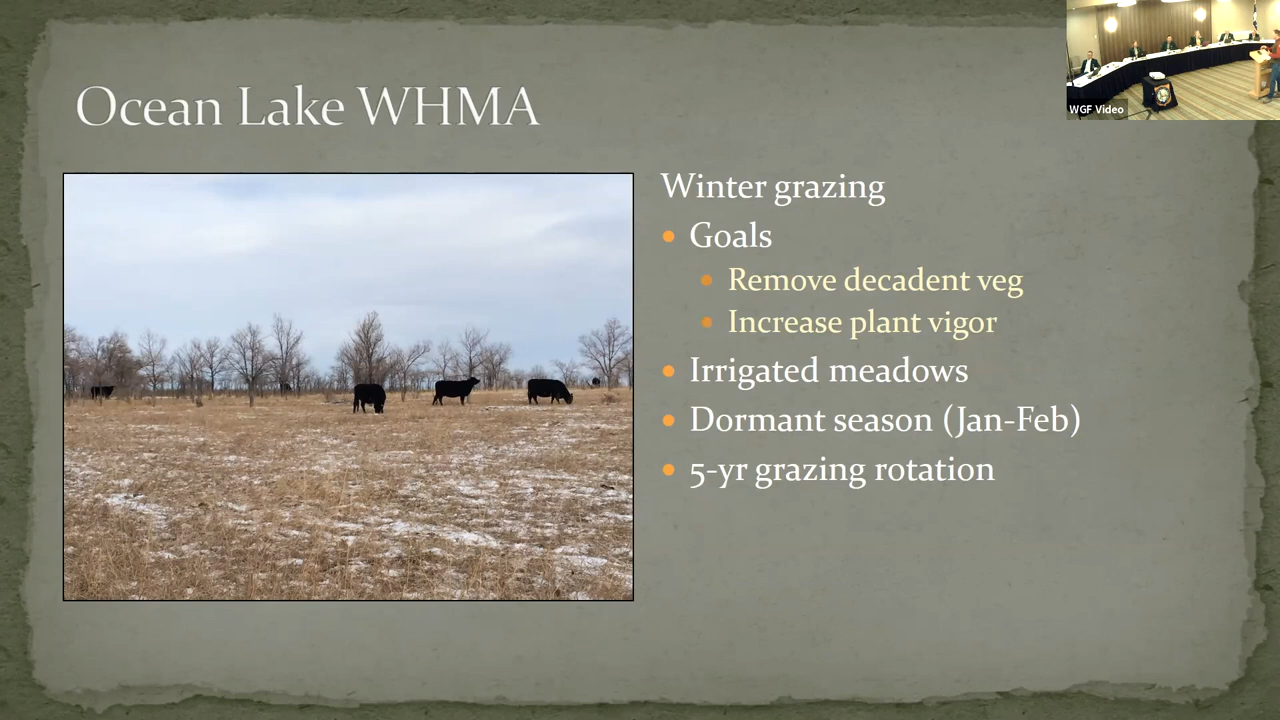 WGF Video
Ocean Lake WHMA
Winter grazing
Goals
Remove decadent veg
Increase plant vigor
Irrigated meadows
Dormant season (Jan-Feb)
5-yr grazing rotation